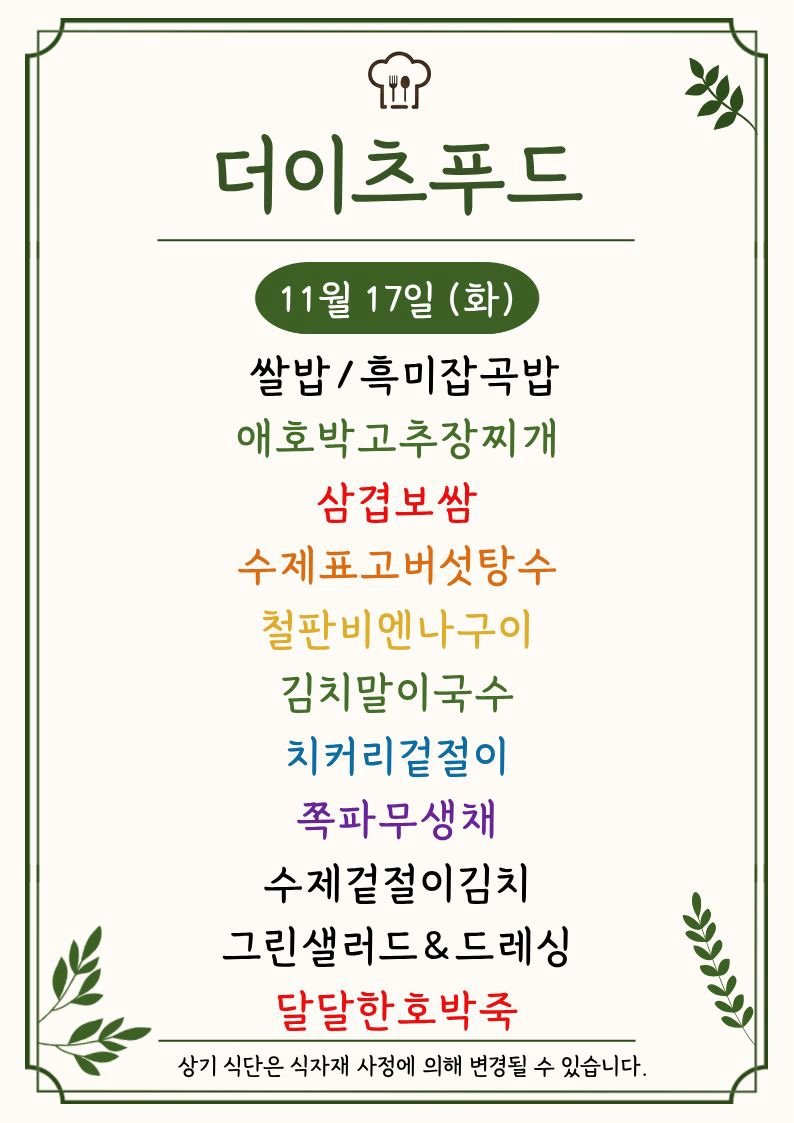 더이츠푸드
11월 17일 (화)
쌀밥/흑미잡곡밥
애호박고추장찌개
삼겹보쌈
수제표고버섯탕수
철판비엔나구이
김치말이국수
치커리겉절이
쪽파무생채
수제겉절이김치
그린샐러드&드레싱
달달한호박죽
상기 식단은 식자재 사정에 의해 변경될 수 있습니다.